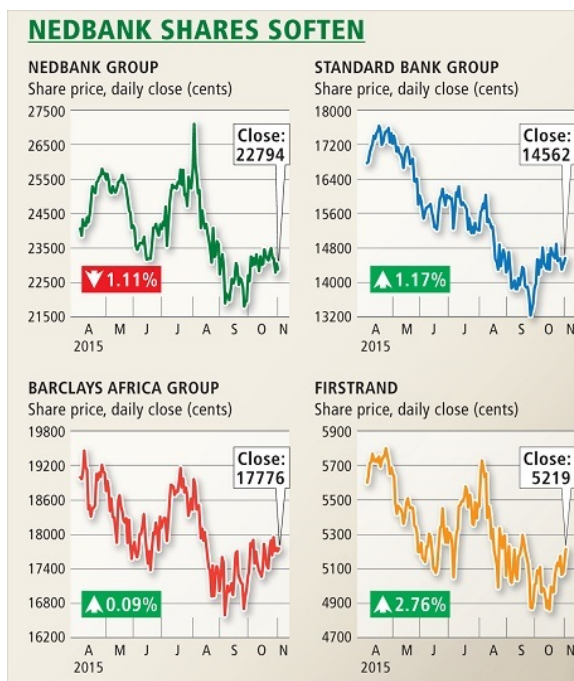 NEDBANK SHARES SOFTEN
NEDBANK GROUP
Share price, daily close (cents)
27500
26500
25500
24500
23500
22500
21500
Close:
22794
1.11%
A M J J A S O N
2015
STANDARD BANK GROUP
Share price, daily close (cents)
18000
17200
16400
15600
14800
14000
13200
Close:
14562
1.17%
A M J J A S O N
2015
BARCLAYS AFRICA GROUP
Share price, daily close (cents)
19800
19200
18600
18000
17400
16800
16200
Close:
17776
0.09%
A M J J A S O N
2015
FIRSTRAND
Share price, daily close (cents)
5900
5700
5500
5300
5100
4900
4700
Close:
5219
2.76%
A M J J A S O N
2015